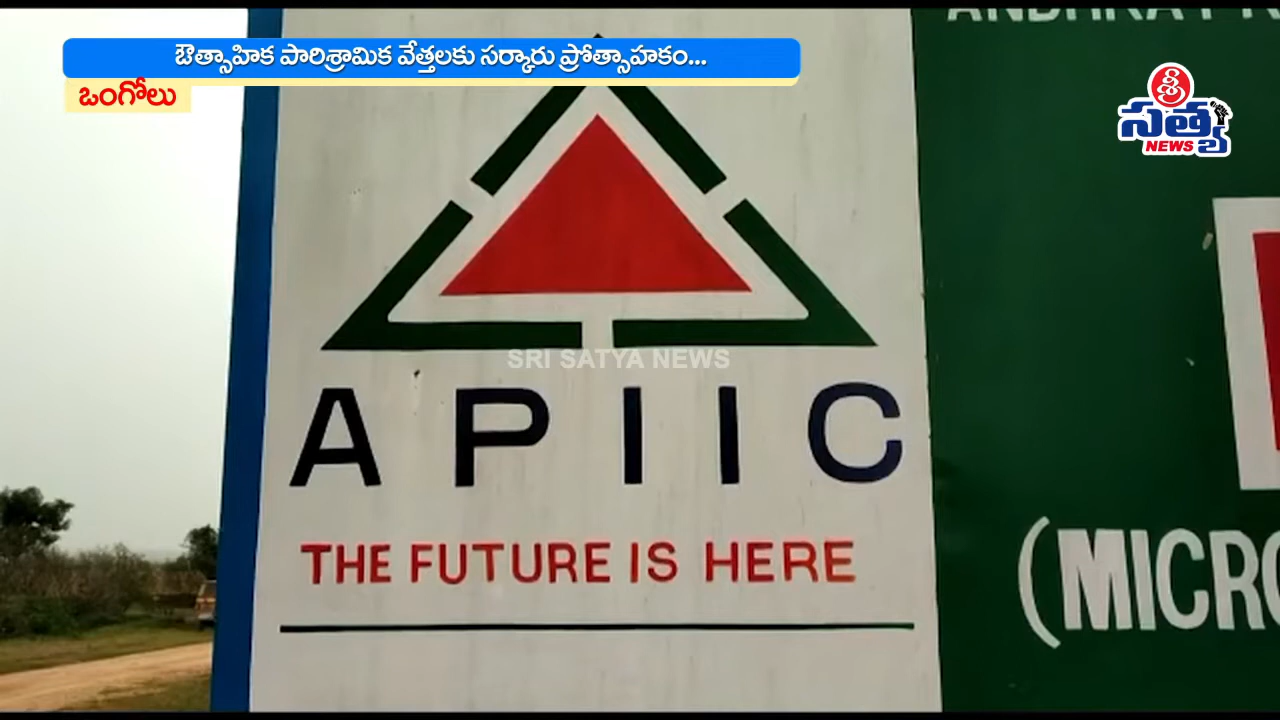 ఔత్సాహిక పారిశ్రామిక వేత్తలకు సర్కారు ప్రోత్సాహకం...
ఒంగోలు
శ్రీ
సత్య
NEWS
SRI SATYA NEWS
APIIC
THE FUTURE IS HERE
(MICRO